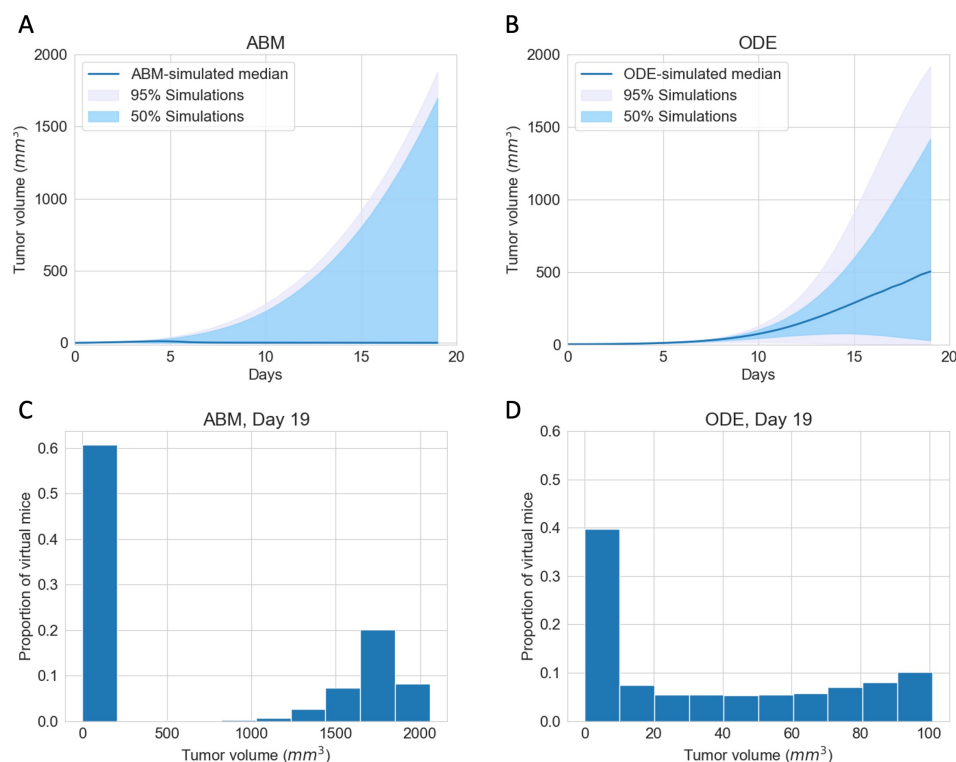 A
B
ABM
ODE
2000
1500
1000
500
0
Tumor volume (mm³)
ABM-simulated median
95% Simulations
50% Simulations
0 5 10 15 20
Days
2000
1500
1000
500
0
Tumor volume (mm³)
ODE-simulated median
95% Simulations
50% Simulations
0 5 10 15 20
Days
C
D
ABM, Day 19
ODE, Day 19
0.6
0.5
0.4
0.3
0.2
0.1
0.0
Proportion of virtual mice
0 500 1000 1500 2000
Tumor volume (mm³)
0.6
0.5
0.4
0.3
0.2
0.1
0.0
Proportion of virtual mice
0 20 40 60 80 100
Tumor volume (mm³)